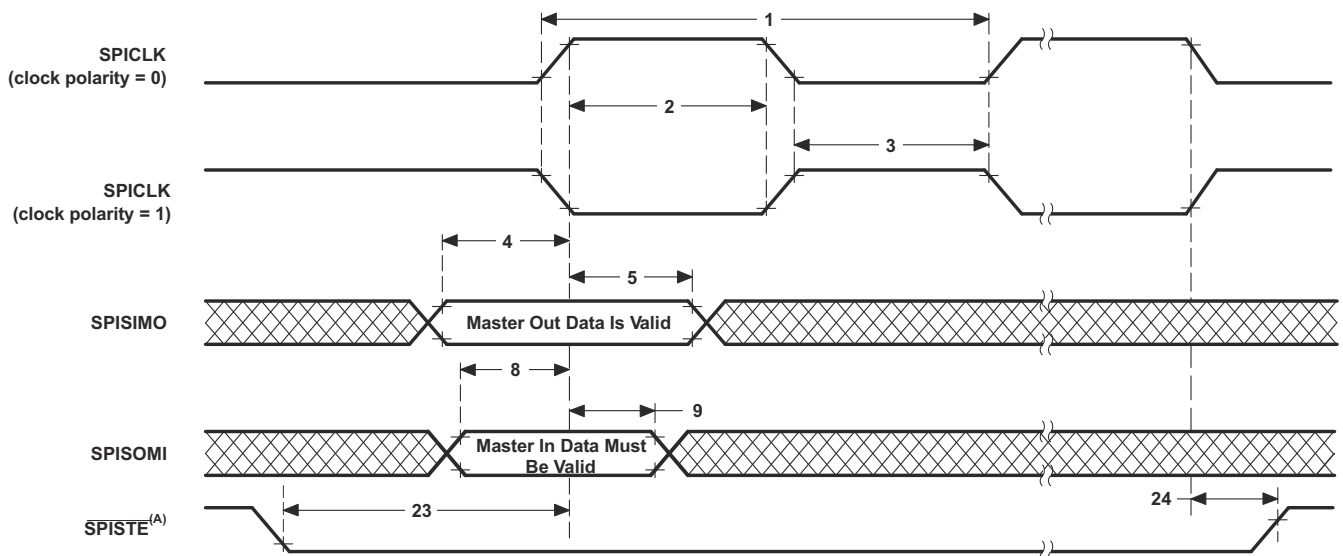 1
SPICLK
(clock polarity = 0)
2
3
SPICLK
(clock polarity = 1)
4
5
SPISIMO
Master Out Data Is Valid
8
9
SPISOMI
Master In Data Must
Be Valid
23
24
SPISTE(A)